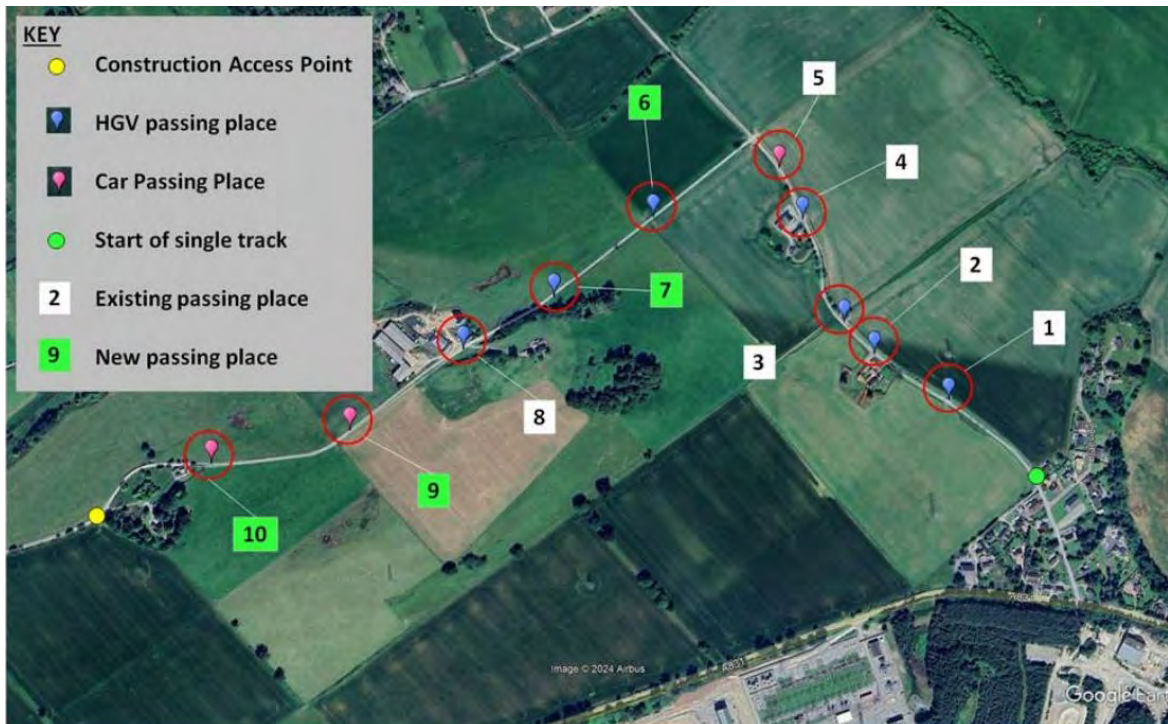 KEY
Construction Access Point
HGV passing place
Car Passing Place
Start of single track
2 Existing passing place
9 New passing place
5
6
4
2
7
1
3
8
9
10
Image © 2024 Airbus
A831
Google Earth